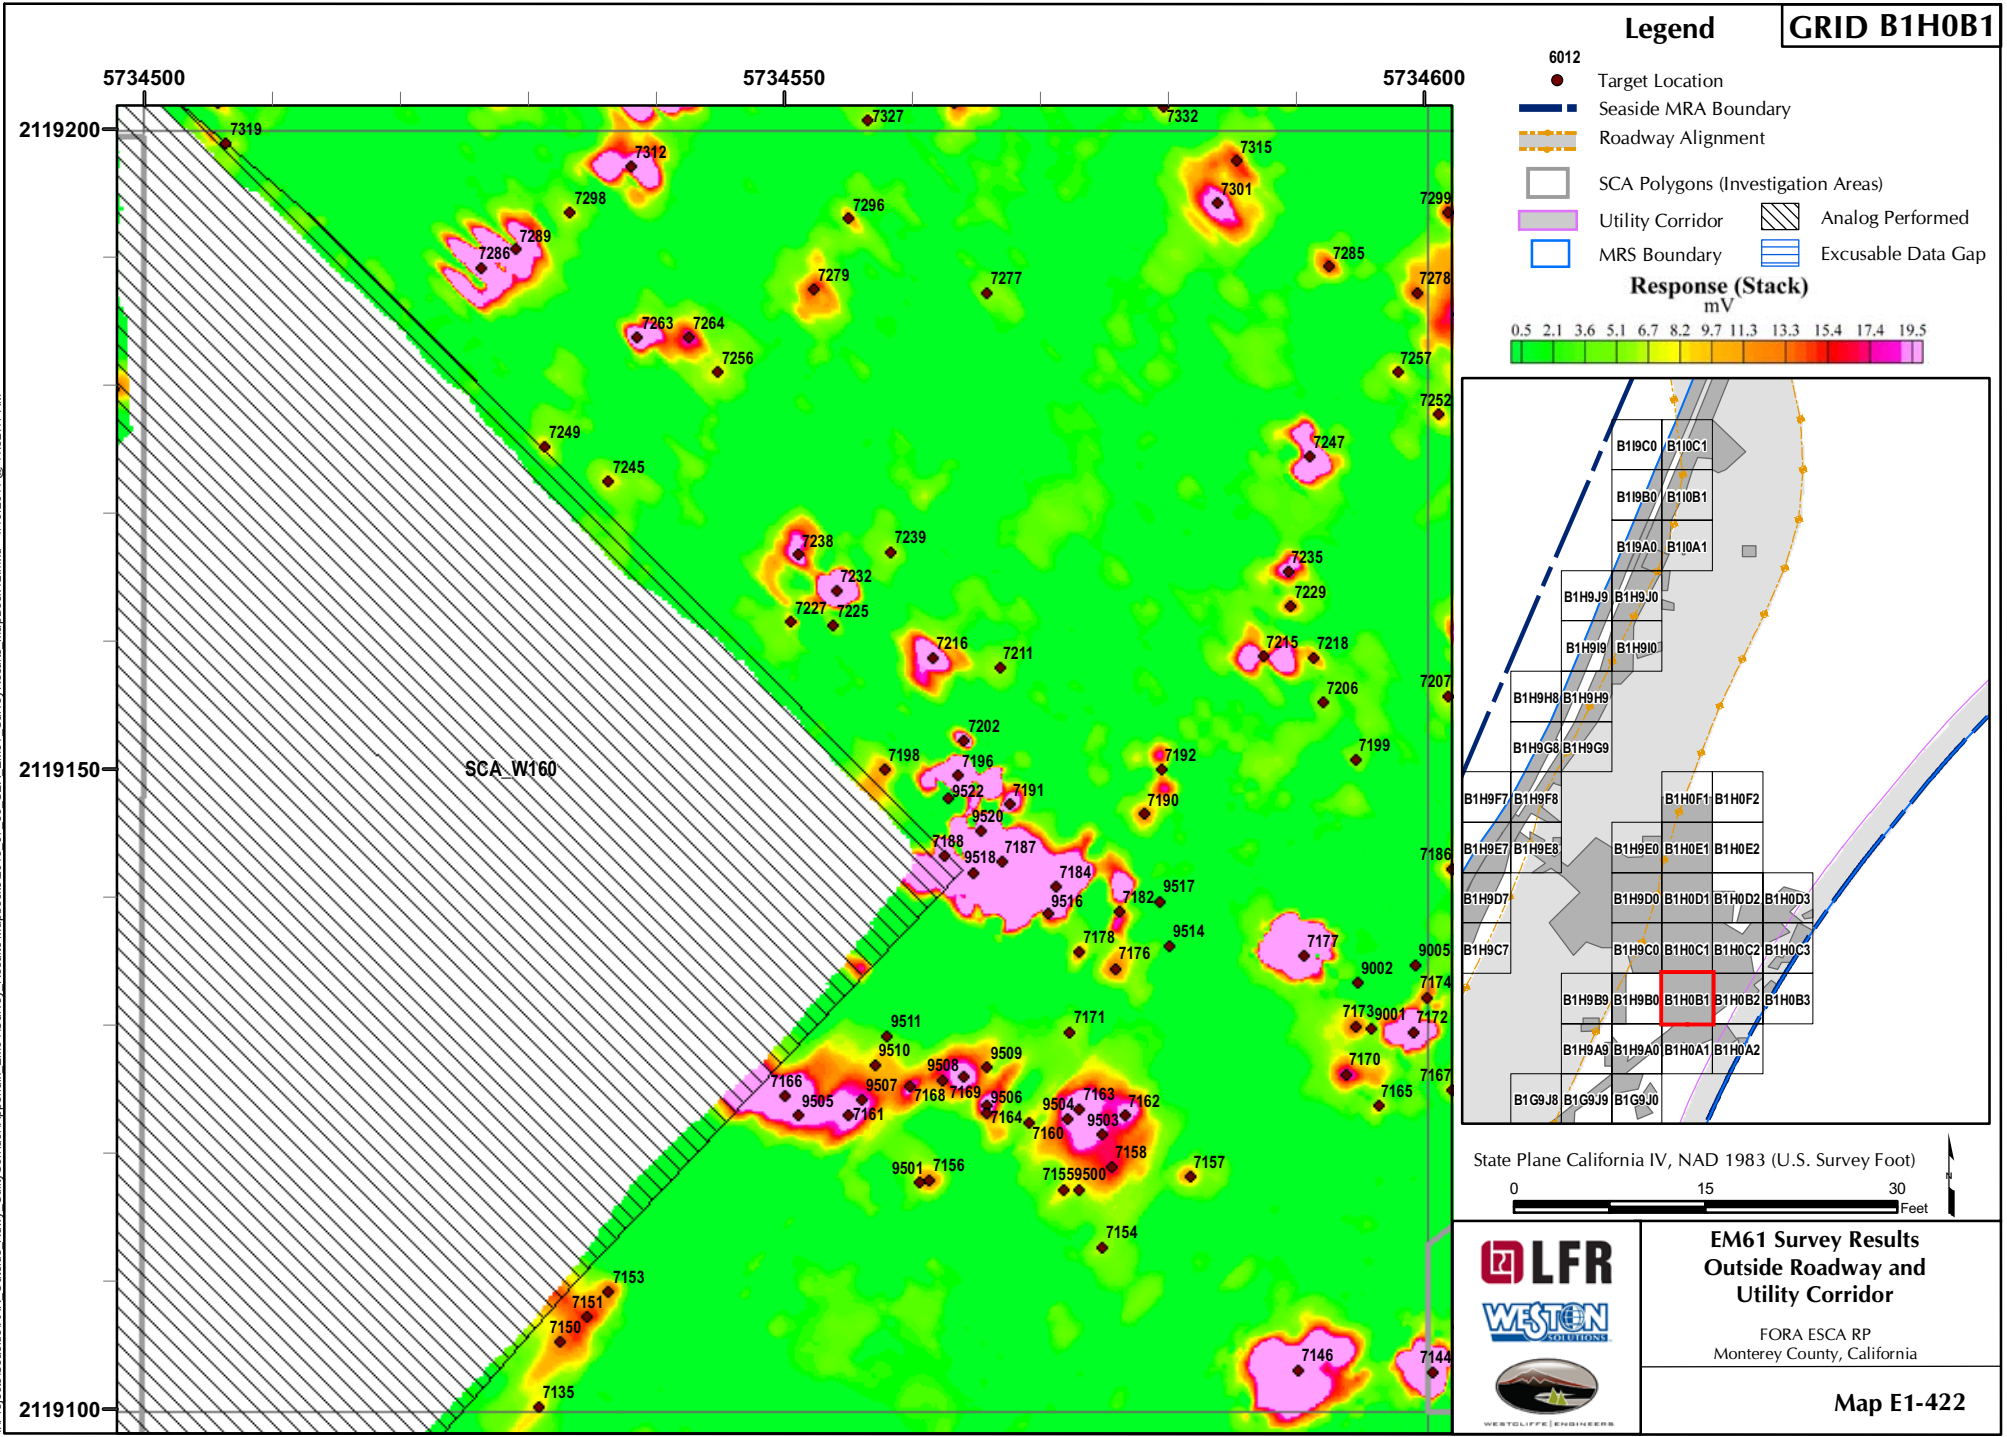 GRID B1H0B1
Legend
6012
Target Location
Seaside MRA Boundary
Roadway Alignment
SCA Polygons (Investigation Areas)
Utility Corridor
Analog Performed
MRS Boundary
Excusable Data Gap
Response (Stack)
mV
0.5 2.1 3.6 5.1 6.7 8.2 9.7 11.3 13.3 15.4 17.4 19.5
5734500
5734550
5734600
2119200
2119150
2119100
7319
7327
7332
7312
7315
7301
7298
7296
7299
7289
7286
7285
7279
7277
7278
7263
7264
7256
7257
7252
7249
7247
7245
7238
7239
7235
7232
7229
7227
7225
7216
7211
7215
7218
7206
7207
7202
7198
7196
7192
7199
SCA_W160
9522
7191
7190
9520
7188
9518
7187
7186
7184
7182
9517
9516
7178
9514
7176
7177
9005
9002
7174
7173
9001
7172
9511
7171
9510
9509
9508
7170
7166
9507
7168
7169
9506
7165
7167
9505
7161
7164
9504
7163
7162
7160
9503
7158
9501
7156
7155
9500
7157
7154
7153
7151
7150
7146
7144
7135
B1I9C0 B1I0C1
B1I9B0 B1I0B1
B1I9A0 B1I0A1
B1H9J9 B1H9J0
B1H9I9 B1H9I0
B1H9H8 B1H9H9
B1H9G8 B1H9G9
B1H9F7 B1H9F8 B1H0F1 B1H0F2
B1H9E7 B1H9E8 B1H9E0 B1H0E1 B1H0E2
B1H9D7 B1H9D0 B1H0D1 B1H0D2 B1H0D3
B1H9C7 B1H9C0 B1H0C1 B1H0C2 B1H0C3
B1H9B9 B1H9B0 B1H0B1 B1H0B2 B1H0B3
B1H9A9 B1H9A0 B1H0A1 B1H0A2
B1G9J8 B1G9J9 B1G9J0
State Plane California IV, NAD 1983 (U.S. Survey Foot)
0 15 30
Feet
N
LFR
WESTON
SOLUTIONS
WESTCLIFFE | ENGINEERS
EM61 Survey Results
Outside Roadway and
Utility Corridor
FORA ESCA RP
Monterey County, California
Map E1-422